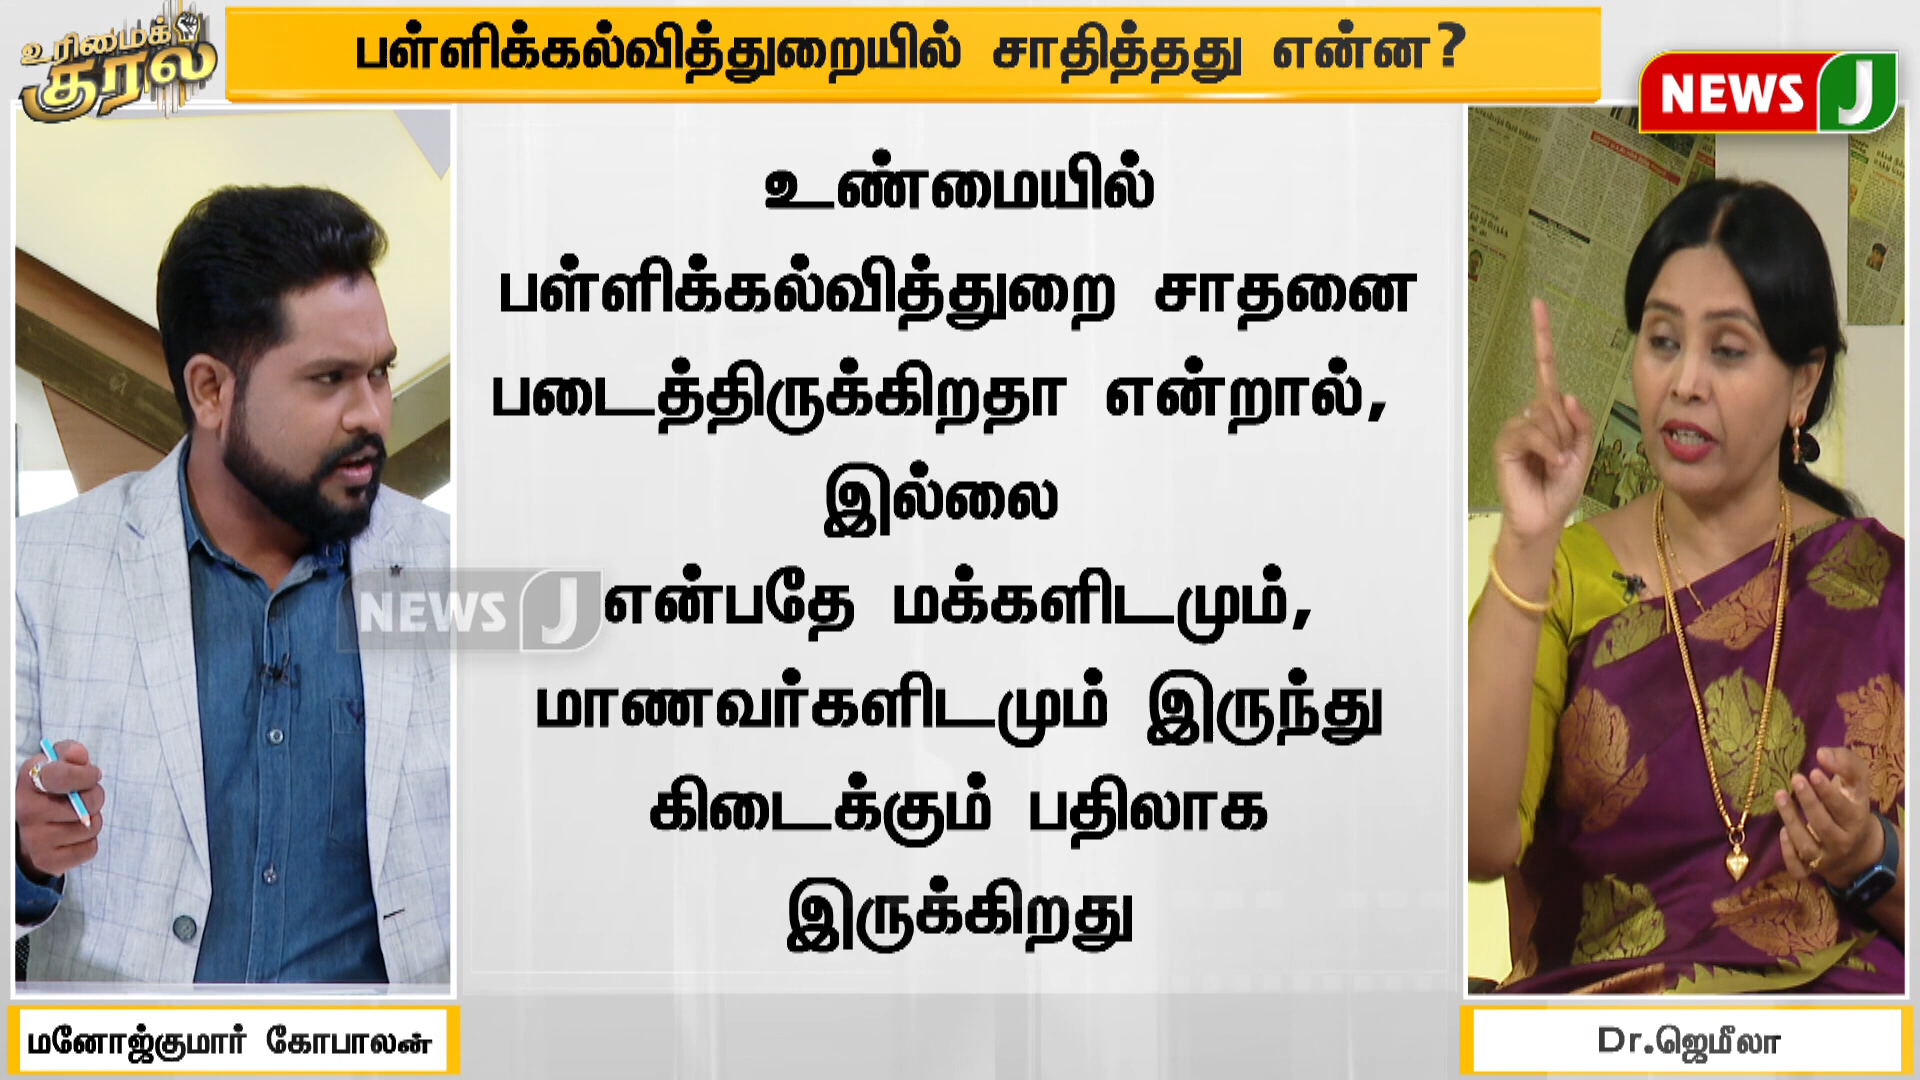 உரிமைக்
குரல்
பள்ளிக்கல்வித்துறையில் சாதித்தது என்ன?
NEWS J
உண்மையில்
பள்ளிக்கல்வித்துறை சாதனை
படைத்திருக்கிறதா என்றால்,
இல்லை
என்பதே மக்களிடமும்,
மாணவர்களிடமும் இருந்து
கிடைக்கும் பதிலாக
இருக்கிறது
NEWS J
மனோஜ்குமார் கோபாலன்
Dr.ஜெமீலா